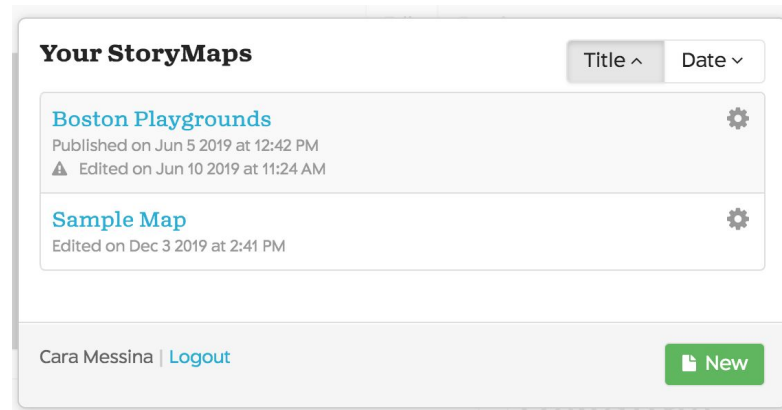 Your StoryMaps
Title Date
Boston Playgrounds
Published on Jun 5 2019 at 12:42 PM
Edited on Jun 10 2019 at 11:24 AM
Sample Map
Edited on Dec 3 2019 at 2:41 PM
Cara Messina | Logout
New